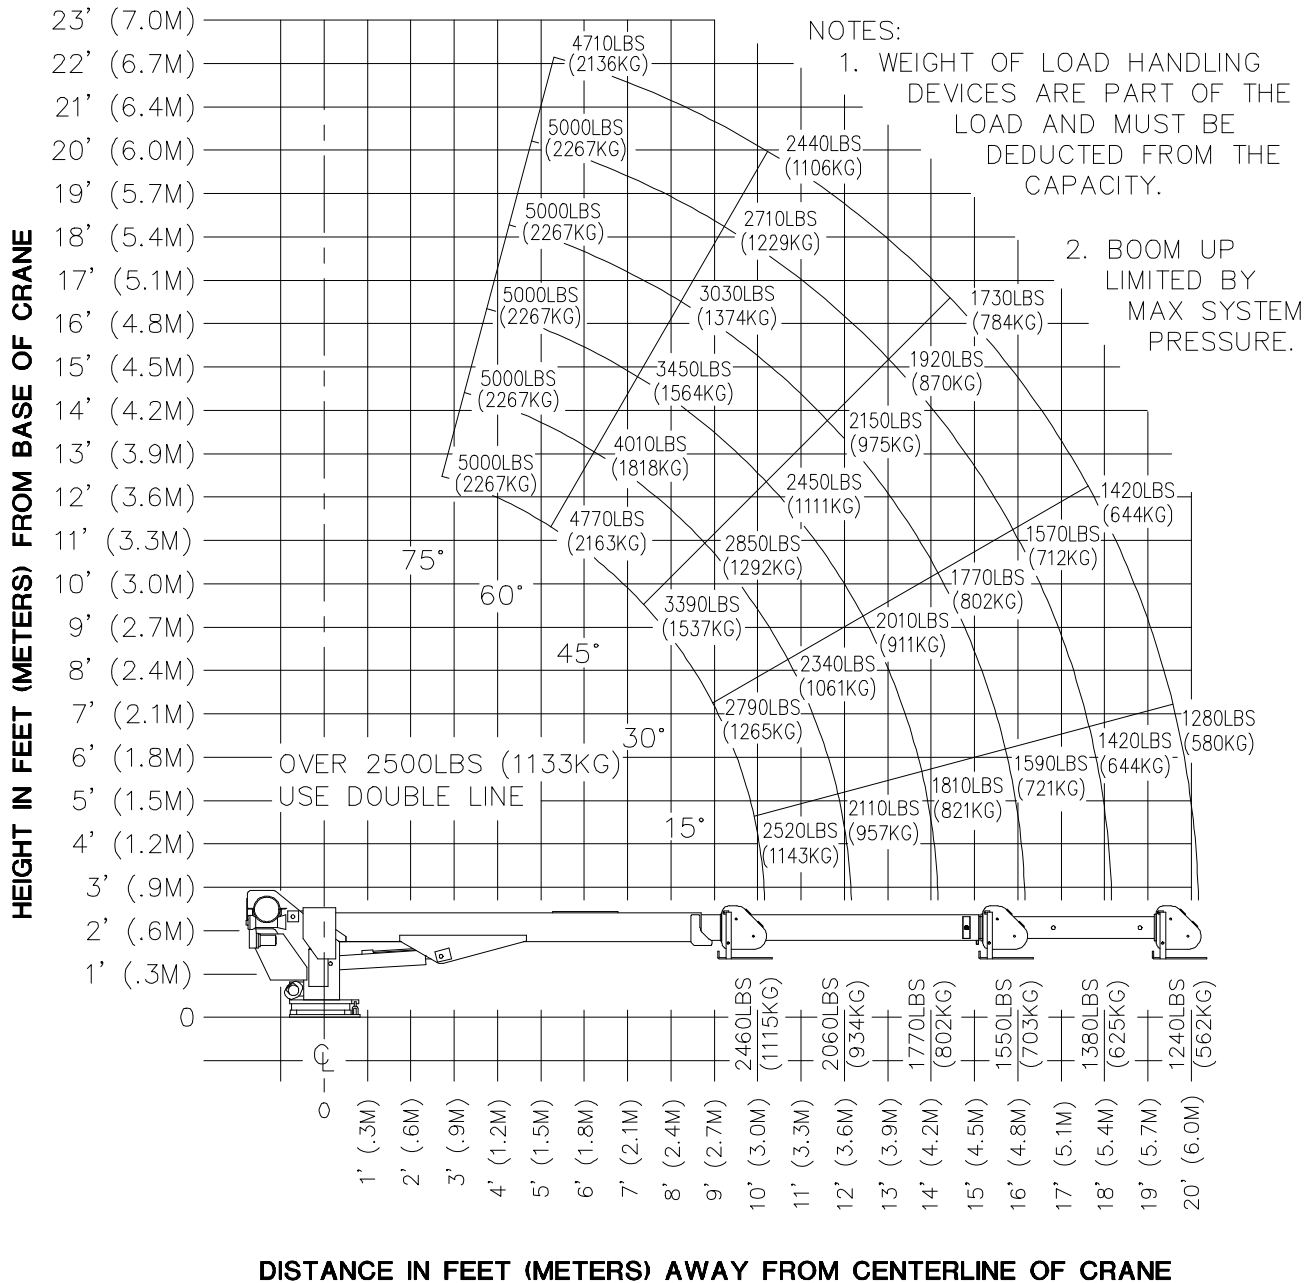 NOTES:
1. WEIGHT OF LOAD HANDLING
DEVICES ARE PART OF THE
LOAD AND MUST BE
DEDUCTED FROM THE
CAPACITY.
2. BOOM UP
LIMITED BY
MAX SYSTEM
PRESSURE.
HEIGHT IN FEET (METERS) FROM BASE OF CRANE
23' (7.0M)
22' (6.7M)
21' (6.4M)
20' (6.0M)
19' (5.7M)
18' (5.4M)
17' (5.1M)
16' (4.8M)
15' (4.5M)
14' (4.2M)
13' (3.9M)
12' (3.6M)
11' (3.3M)
10' (3.0M)
9' (2.7M)
8' (2.4M)
7' (2.1M)
6' (1.8M)
5' (1.5M)
4' (1.2M)
3' (.9M)
2' (.6M)
1' (.3M)
0
4710LBS
(2136KG)
5000LBS
(2267KG)
5000LBS
(2267KG)
5000LBS
(2267KG)
5000LBS
(2267KG)
5000LBS
(2267KG)
75°
2440LBS
(1106KG)
2710LBS
(1229KG)
3030LBS
(1374KG)
3450LBS
(1564KG)
4010LBS
(1818KG)
4770LBS
(2163KG)
60°
1730LBS
(784KG)
1920LBS
(870KG)
2150LBS
(975KG)
2450LBS
(1111KG)
2850LBS
(1292KG)
3390LBS
(1537KG)
45°
1420LBS
(644KG)
1570LBS
(712KG)
1770LBS
(802KG)
2010LBS
(911KG)
2340LBS
(1061KG)
2790LBS
(1265KG)
30°
1280LBS
(580KG)
1420LBS
(644KG)
1590LBS
(721KG)
1810LBS
(821KG)
2110LBS
(957KG)
2520LBS
(1143KG)
15°
OVER 2500LBS (1133KG)
USE DOUBLE LINE
2460LBS
(1115KG)
2060LBS
(934KG)
1770LBS
(802KG)
1550LBS
(703KG)
1380LBS
(625KG)
1240LBS
(562KG)
CL
0
1' (.3M)
2' (.6M)
3' (.9M)
4' (1.2M)
5' (1.5M)
6' (1.8M)
7' (2.1M)
8' (2.4M)
9' (2.7M)
10' (3.0M)
11' (3.3M)
12' (3.6M)
13' (3.9M)
14' (4.2M)
15' (4.5M)
16' (4.8M)
17' (5.1M)
18' (5.4M)
19' (5.7M)
20' (6.0M)
DISTANCE IN FEET (METERS) AWAY FROM CENTERLINE OF CRANE